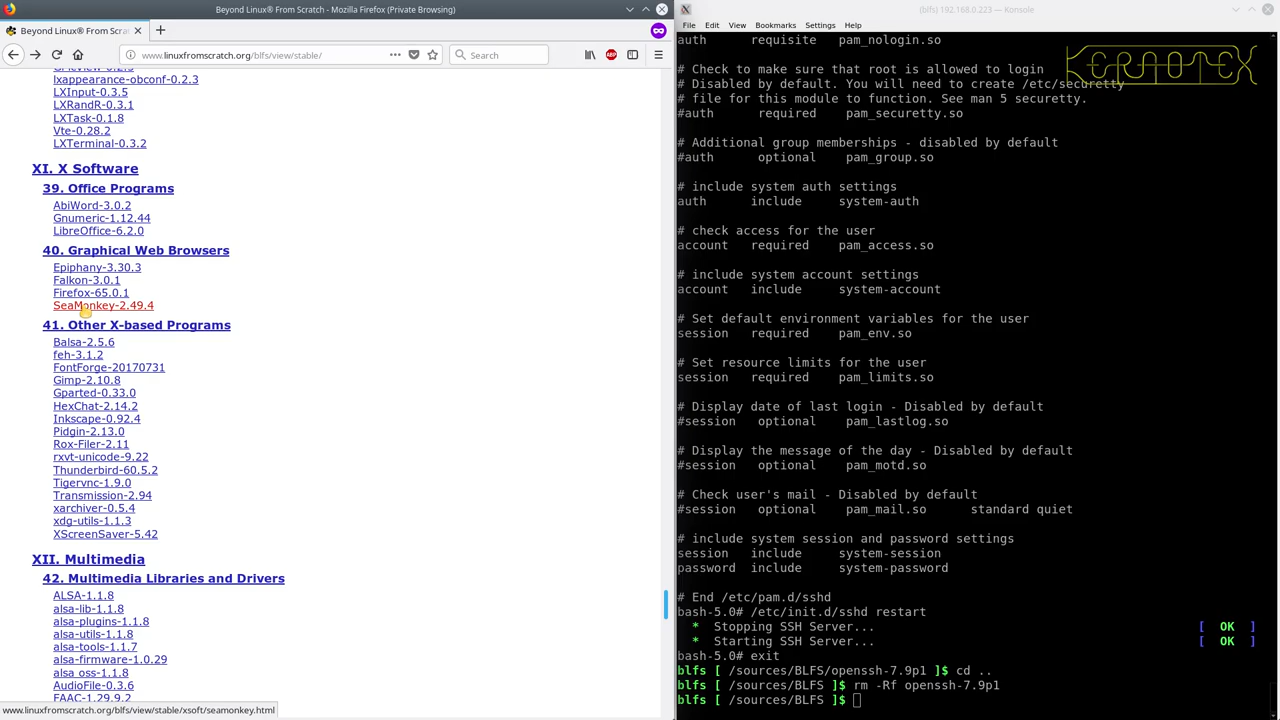 Beyond Linux® From Scratch - Mozilla Firefox (Private Browsing)
Beyond Linux® From Scrat
www.linuxfromscratch.org/blfs/view/stable/
Search
lxappearance-obconf-0.2.3
LXInput-0.3.5
LXRandR-0.3.1
LXTask-0.1.8
Vte-0.28.2
LXTerminal-0.3.2
XI. X Software
39. Office Programs
AbiWord-3.0.2
Gnumeric-1.12.44
LibreOffice-6.2.0
40. Graphical Web Browsers
Epiphany-3.30.3
Falkon-3.0.1
Firefox-65.0.1
SeaMonkey-2.49.4
41. Other X-based Programs
Balsa-2.5.6
feh-3.1.2
FontForge-20170731
Gimp-2.10.8
Gparted-0.33.0
HexChat-2.14.2
Inkscape-0.92.4
Pidgin-2.13.0
Rox-Filer-2.11
rxvt-unicode-9.22
Thunderbird-60.5.2
Tigervnc-1.9.0
Transmission-2.94
xarchiver-0.5.4
xdg-utils-1.1.3
XScreenSaver-5.42
XII. Multimedia
42. Multimedia Libraries and Drivers
ALSA-1.1.8
alsa-lib-1.1.8
alsa-plugins-1.1.8
alsa-utils-1.1.8
alsa-tools-1.1.7
alsa-firmware-1.0.29
alsa oss-1.1.8
AudioFile-0.3.6
FAAC-1.29.9.2
www.linuxfromscratch.org/blfs/view/stable/xsoft/seamonkey.html
(blfs) 192.168.0.223 — Konsole
File Edit View Bookmarks Settings Help
KERNOTEX
auth requisite pam_nologin.so
# Check to make sure that root is allowed to login
# Disabled by default. You will need to create /etc/securetty
# file for this module to function. See man 5 securetty.
#auth required pam_securetty.so
# Additional group memberships - disabled by default
#auth optional pam_group.so
# include system auth settings
auth include system-auth
# check access for the user
account required pam_access.so
# include system account settings
account include system-account
# Set default environment variables for the user
session required pam_env.so
# Set resource limits for the user
session required pam_limits.so
# Display date of last login - Disabled by default
#session optional pam_lastlog.so
# Display the message of the day - Disabled by default
#session optional pam_motd.so
# Check user's mail - Disabled by default
#session optional pam_mail.so standard quiet
# include system session and password settings
session include system-session
password include system-password
# End /etc/pam.d/sshd
bash-5.0# /etc/init.d/sshd restart
* Stopping SSH Server... [ OK ]
* Starting SSH Server... [ OK ]
bash-5.0# exit
blfs [ /sources/BLFS/openssh-7.9p1 ]$ cd ..
blfs [ /sources/BLFS ]$ rm -Rf openssh-7.9p1
blfs [ /sources/BLFS ]$